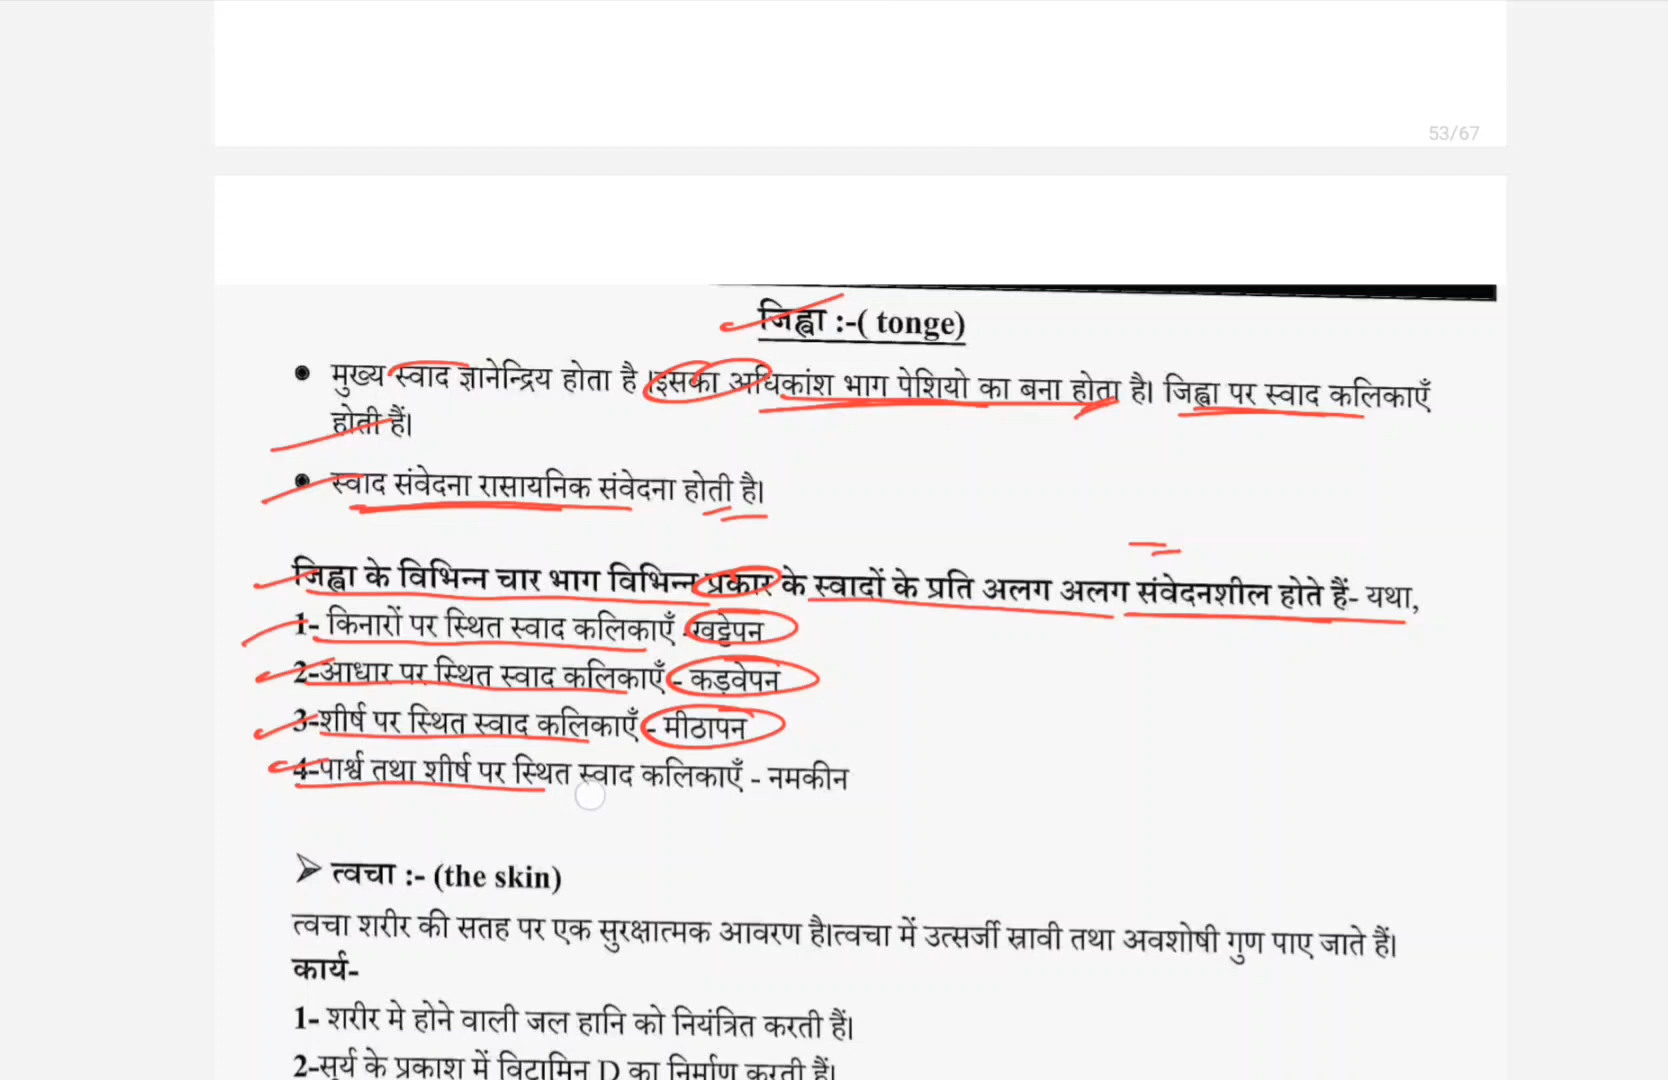 53/67
जिह्वा :-( tonge)
● मुख्य स्वाद ज्ञानेन्द्रिय होता है ।इसका अधिकांश भाग पेशियो का बना होता है। जिह्वा पर स्वाद कलिकाएँ
होती हैं।
● स्वाद संवेदना रासायनिक संवेदना होती है।
जिह्वा के विभिन्न चार भाग विभिन्न प्रकार के स्वादों के प्रति अलग अलग संवेदनशील होते हैं- यथा,
1- किनारों पर स्थित स्वाद कलिकाएँ -खट्टेपन
2-आधार पर स्थित स्वाद कलिकाएँ - कड़वेपन
3-शीर्ष पर स्थित स्वाद कलिकाएँ - मीठापन
4-पार्श्व तथा शीर्ष पर स्थित स्वाद कलिकाएँ - नमकीन
➤ त्वचा :- (the skin)
त्वचा शरीर की सतह पर एक सुरक्षात्मक आवरण है।त्वचा में उत्सर्जी स्रावी तथा अवशोषी गुण पाए जाते हैं।
कार्य-
1- शरीर मे होने वाली जल हानि को नियंत्रित करती हैं।
2-सूर्य के प्रकाश में विटामिन D का निर्माण करती हैं।